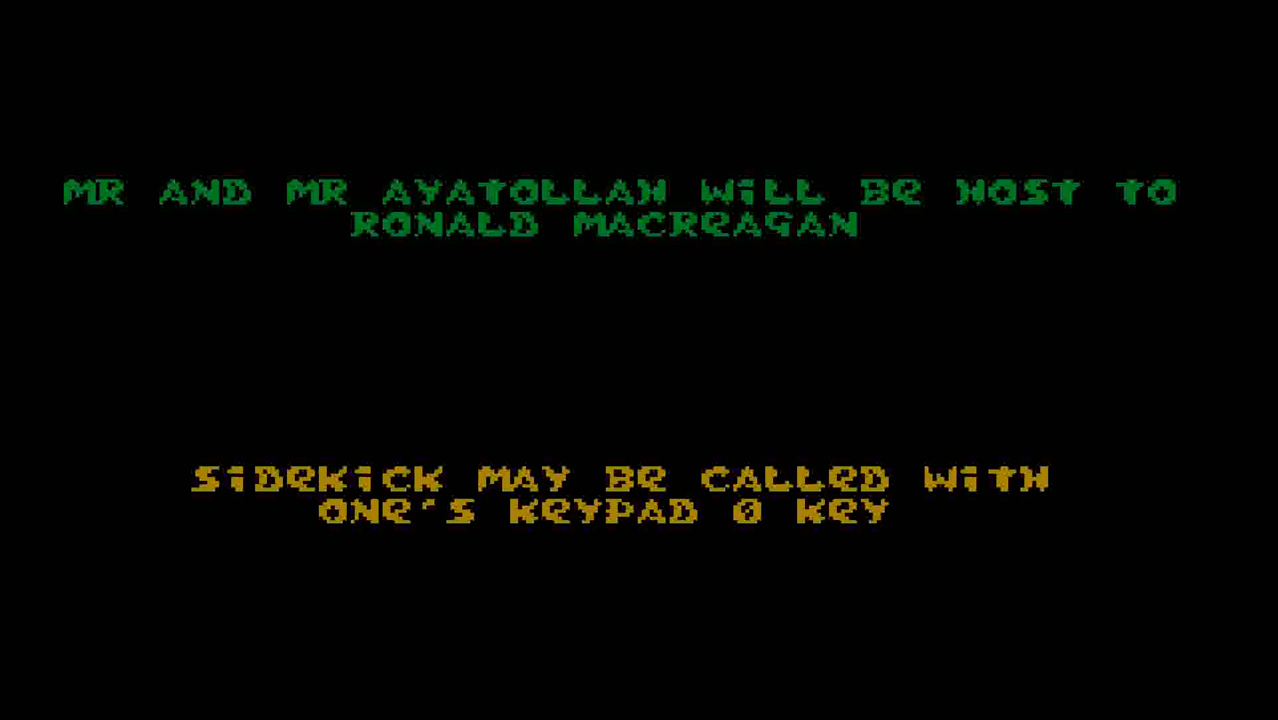 MR AND MR AYATOLLAH WiLL BE HOST TO
RONALD MACREAGAN
SiDEKiCK MAY BE CALLED WiTH
ONE'S KEYPAD 0 KEY